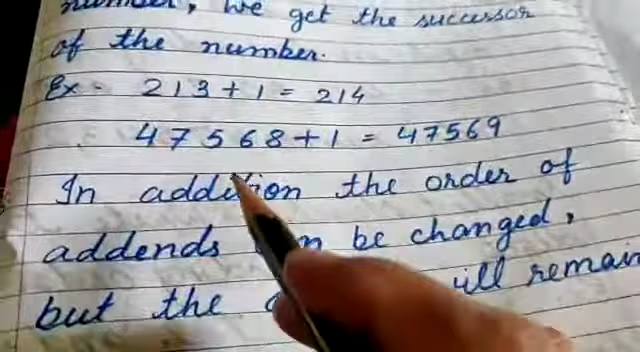 number, we get the successor
of the number.
Ex - 213 + 1 = 214
47568 + 1 = 47569
In addition the order of
addends be changed,
but the remain